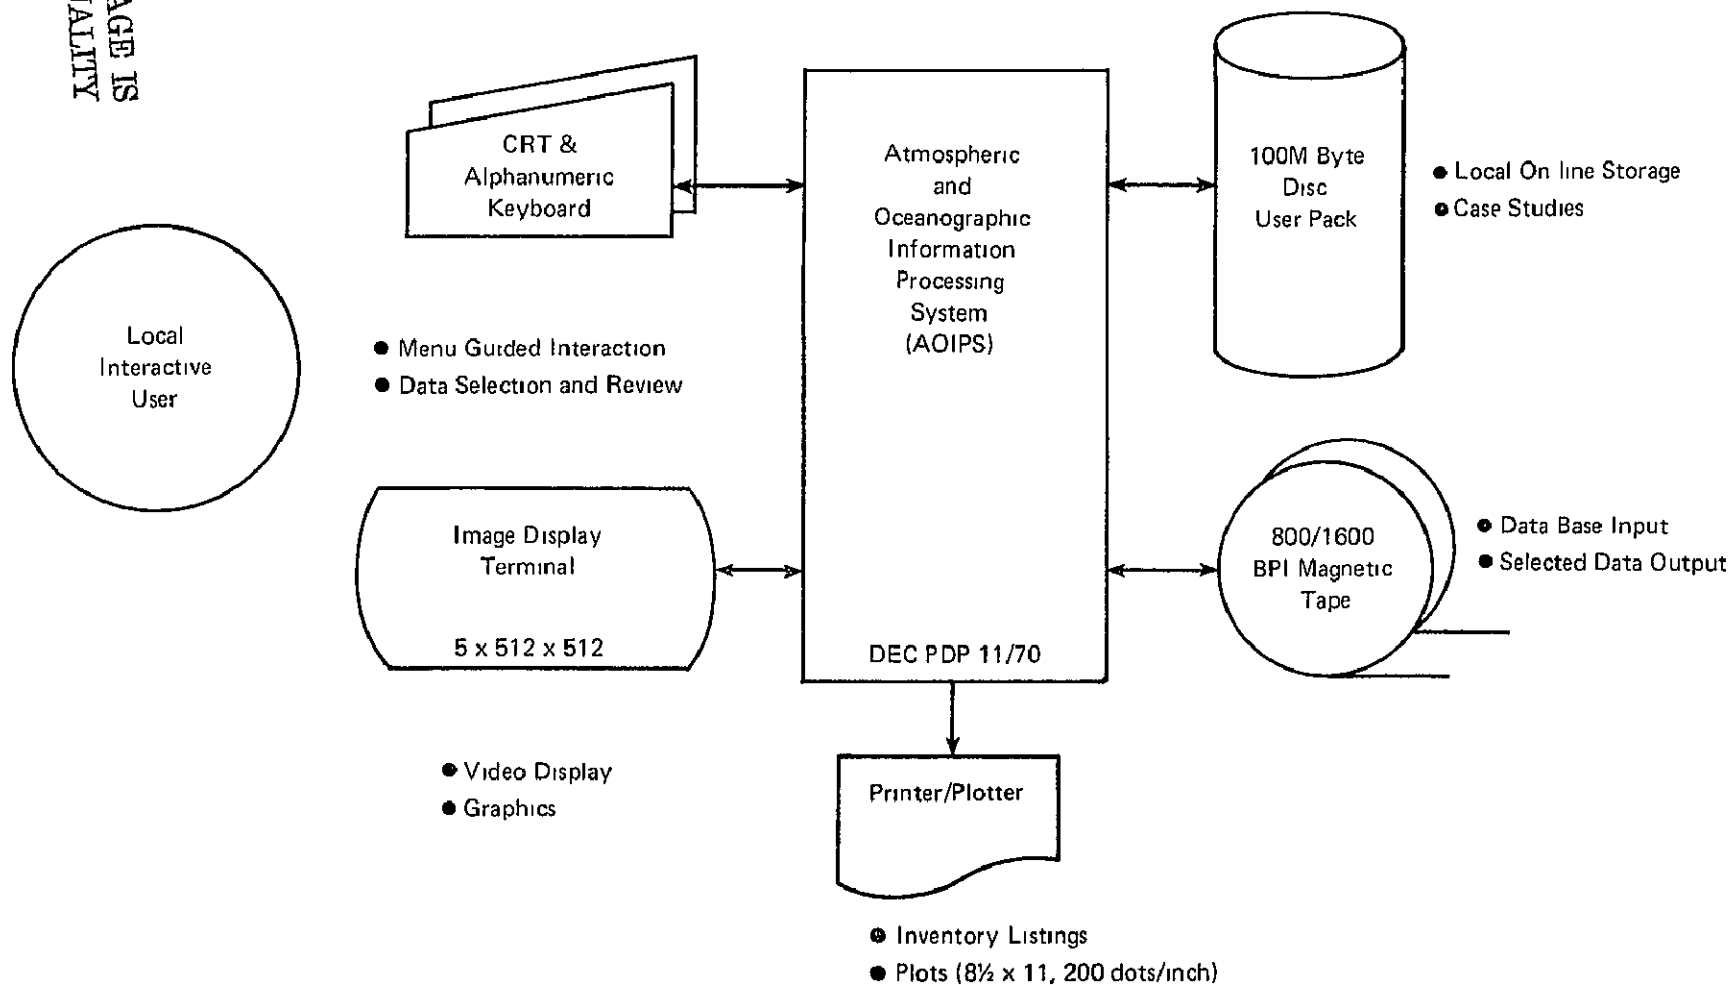 AGE IS
ALITY
CRT &
Alphanumeric
Keyboard
Atmospheric
and
Oceanographic
Information
Processing
System
(AOIPS)
DEC PDP 11/70
100M Byte
Disc
User Pack
● Local On line Storage
● Case Studies
Local
Interactive
User
● Menu Guided Interaction
● Data Selection and Review
Image Display
Terminal
5 x 512 x 512
800/1600
BPI Magnetic
Tape
● Data Base Input
● Selected Data Output
● Video Display
● Graphics
Printer/Plotter
● Inventory Listings
● Plots (8½ x 11, 200 dots/inch)